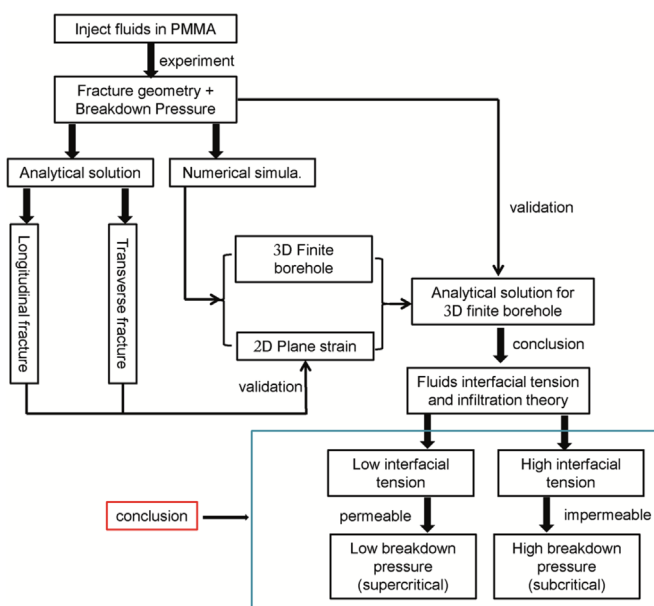 Inject fluids in PMMA
experiment
Fracture geometry +
Breakdown Pressure
Analytical solution
Numerical simula.
validation
Longitudinal fracture
Transverse fracture
3D Finite
borehole
2D Plane strain
validation
Analytical solution for
3D finite borehole
conclusion
Fluids interfacial tension
and infiltration theory
Low interfacial
tension
High interfacial
tension
conclusion
permeable
impermeable
Low breakdown
pressure
(supercritical)
High breakdown
pressure
(subcritical)